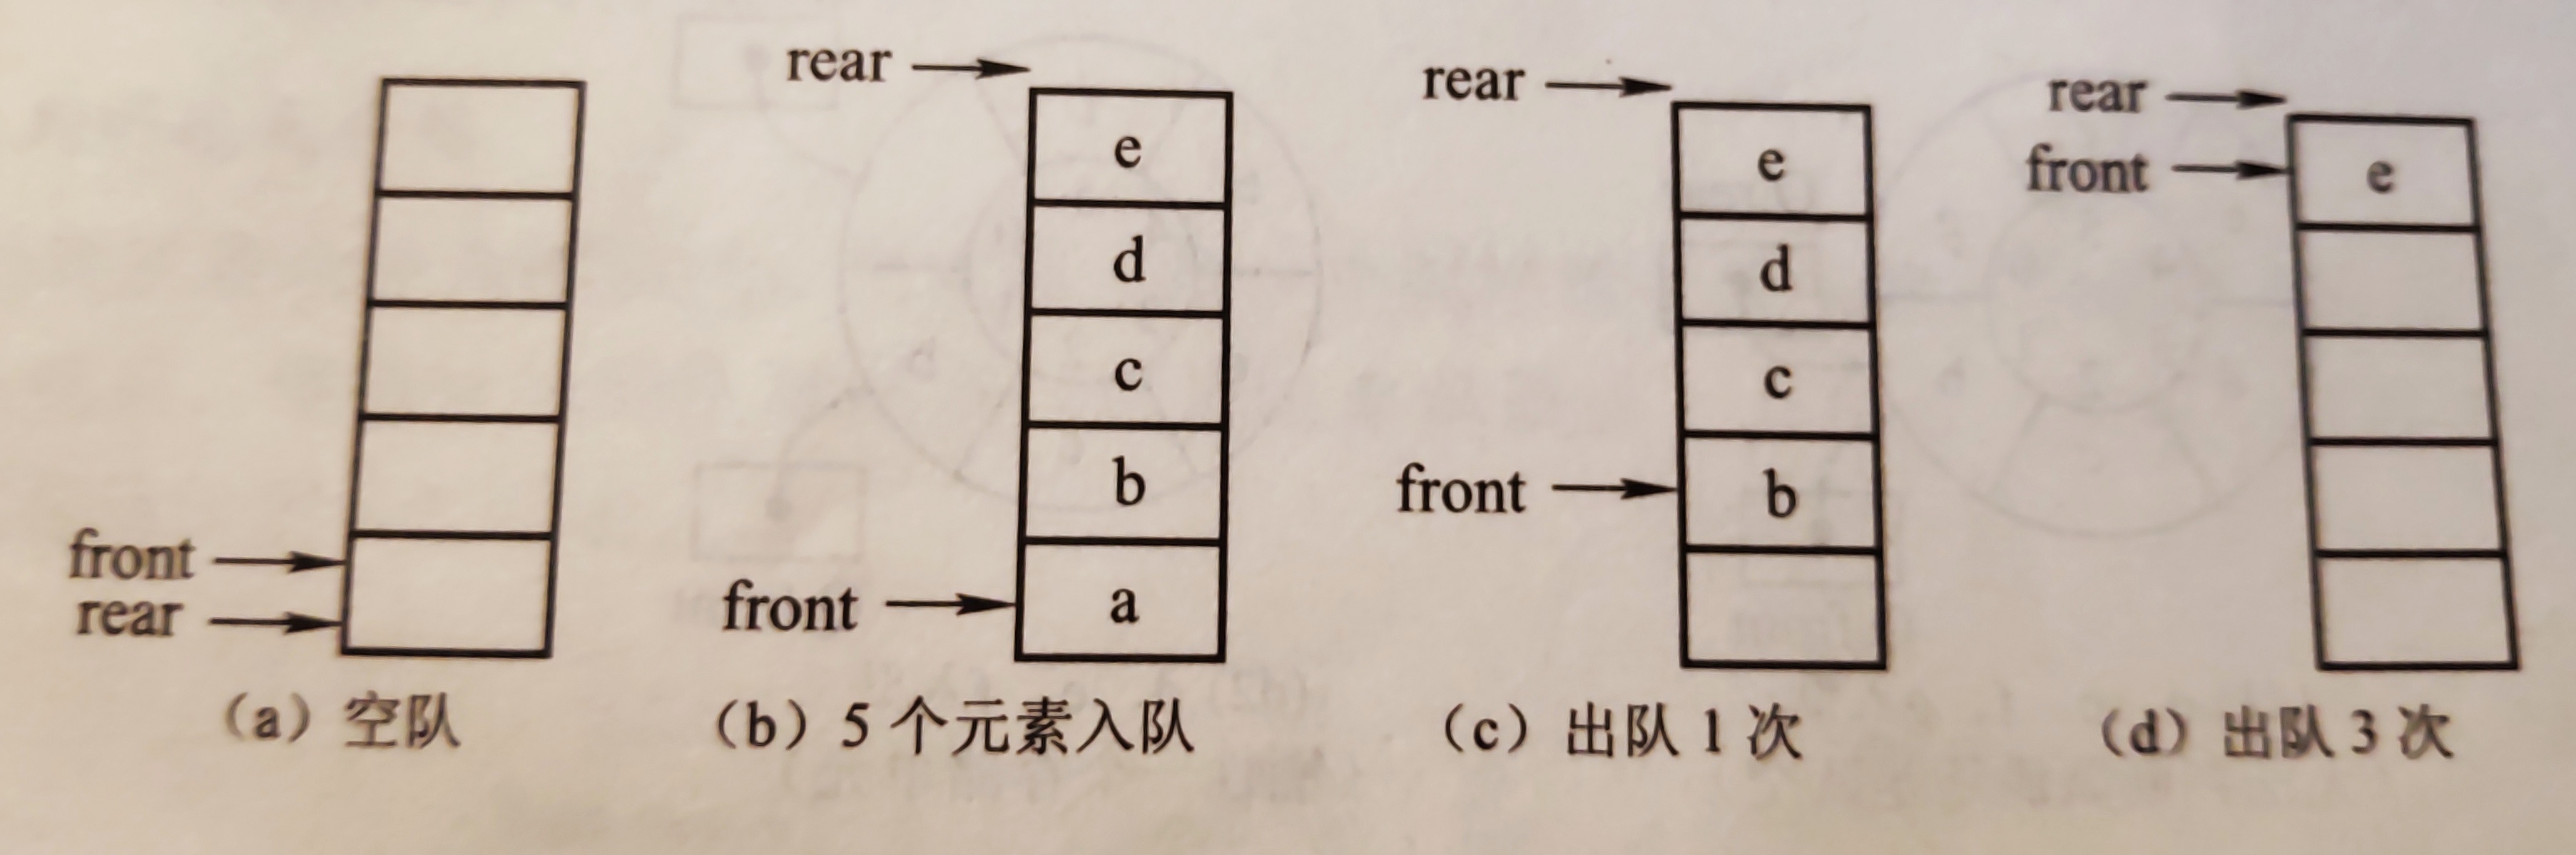 front
rear
(a) 空队
rear
e
d
c
b
front
a
(b) 5 个元素入队
rear
e
d
c
front
b
(c) 出队 1 次
rear
front
e
(d) 出队 3 次